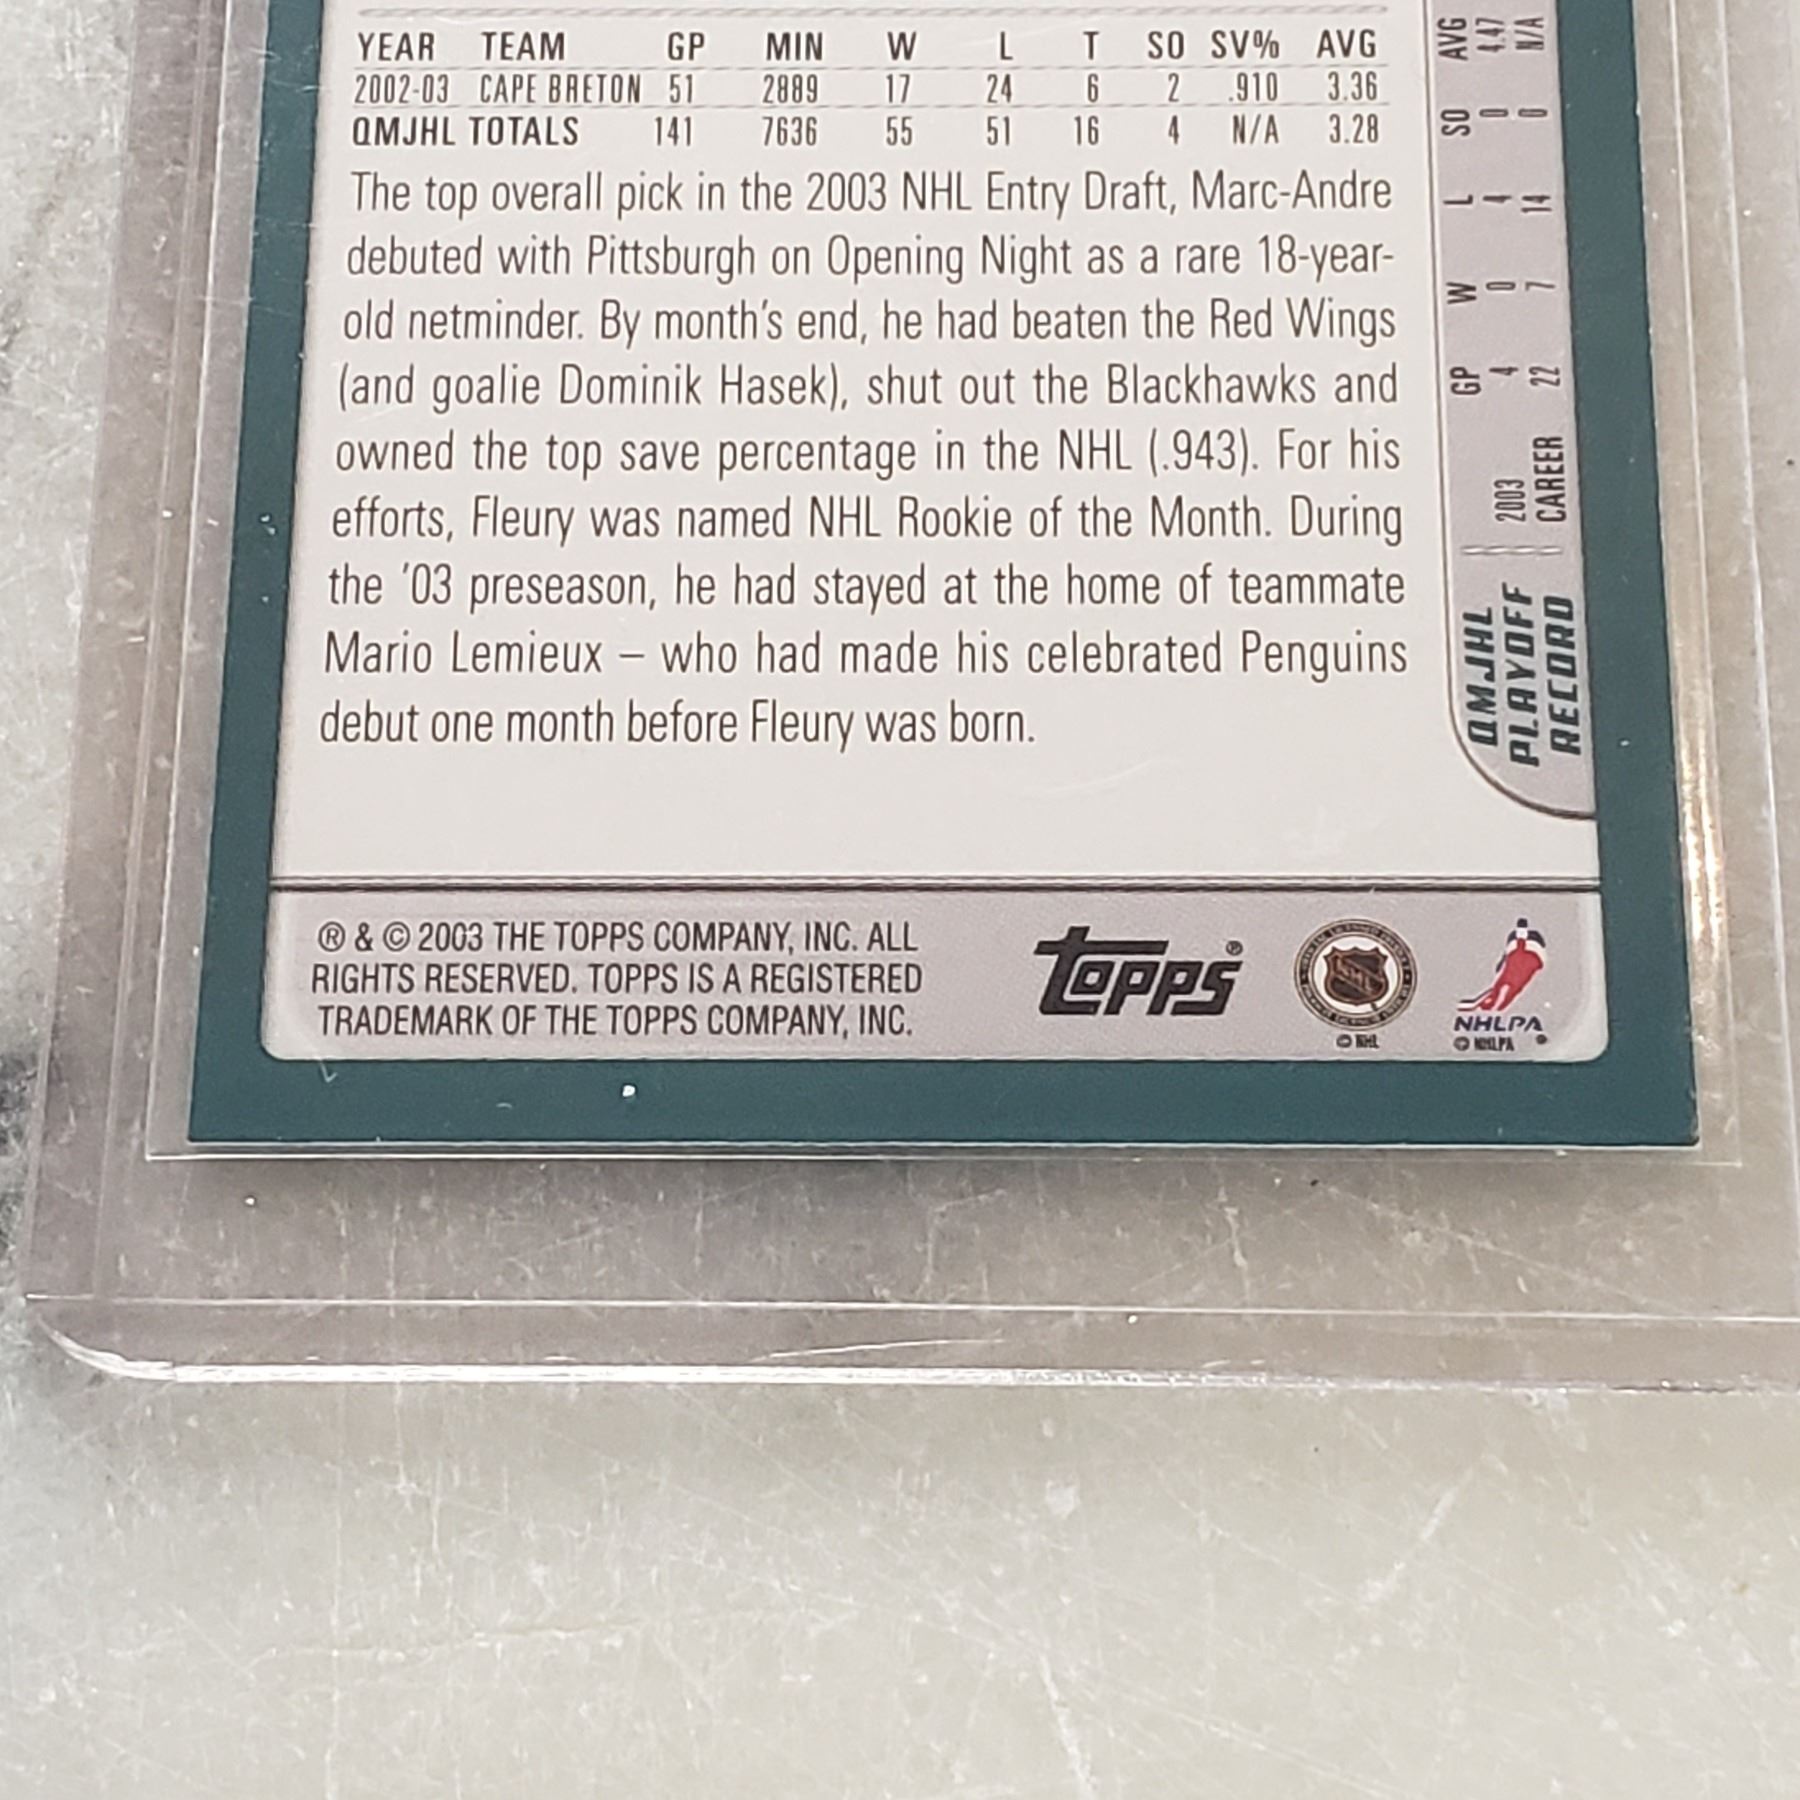 YEAR TEAM GP MIN W L T SO SV% AVG
2002-03 CAPE BRETON 51 2889 17 24 6 2 .910 3.36
QMJHL TOTALS 141 7636 55 51 16 4 N/A 3.28
The top overall pick in the 2003 NHL Entry Draft, Marc-Andre
debuted with Pittsburgh on Opening Night as a rare 18-year-
old netminder. By month's end, he had beaten the Red Wings
(and goalie Dominik Hasek), shut out the Blackhawks and
owned the top save percentage in the NHL (.943). For his
efforts, Fleury was named NHL Rookie of the Month. During
the '03 preseason, he had stayed at the home of teammate
Mario Lemieux – who had made his celebrated Penguins
debut one month before Fleury was born.
QMJHL
PLAYOFF
RECORD
GP W L SO AVG
2003 4 0 4 0 4.47
CAREER 22 7 14 0 N/A
® & © 2003 THE TOPPS COMPANY, INC. ALL
RIGHTS RESERVED. TOPPS IS A REGISTERED
TRADEMARK OF THE TOPPS COMPANY, INC.
TOPPS®
NHL
© NHL
NHLPA
© NHLPA